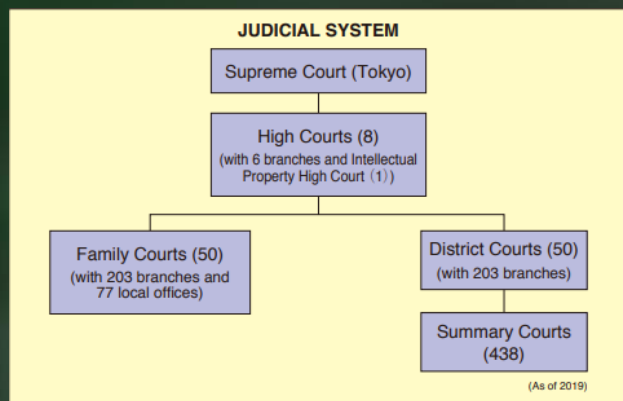 JUDICIAL SYSTEM
Supreme Court (Tokyo)
High Courts (8)
(with 6 branches and Intellectual
Property High Court (1))
Family Courts (50)
(with 203 branches and
77 local offices)
District Courts (50)
(with 203 branches)
Summary Courts
(438)
(As of 2019)